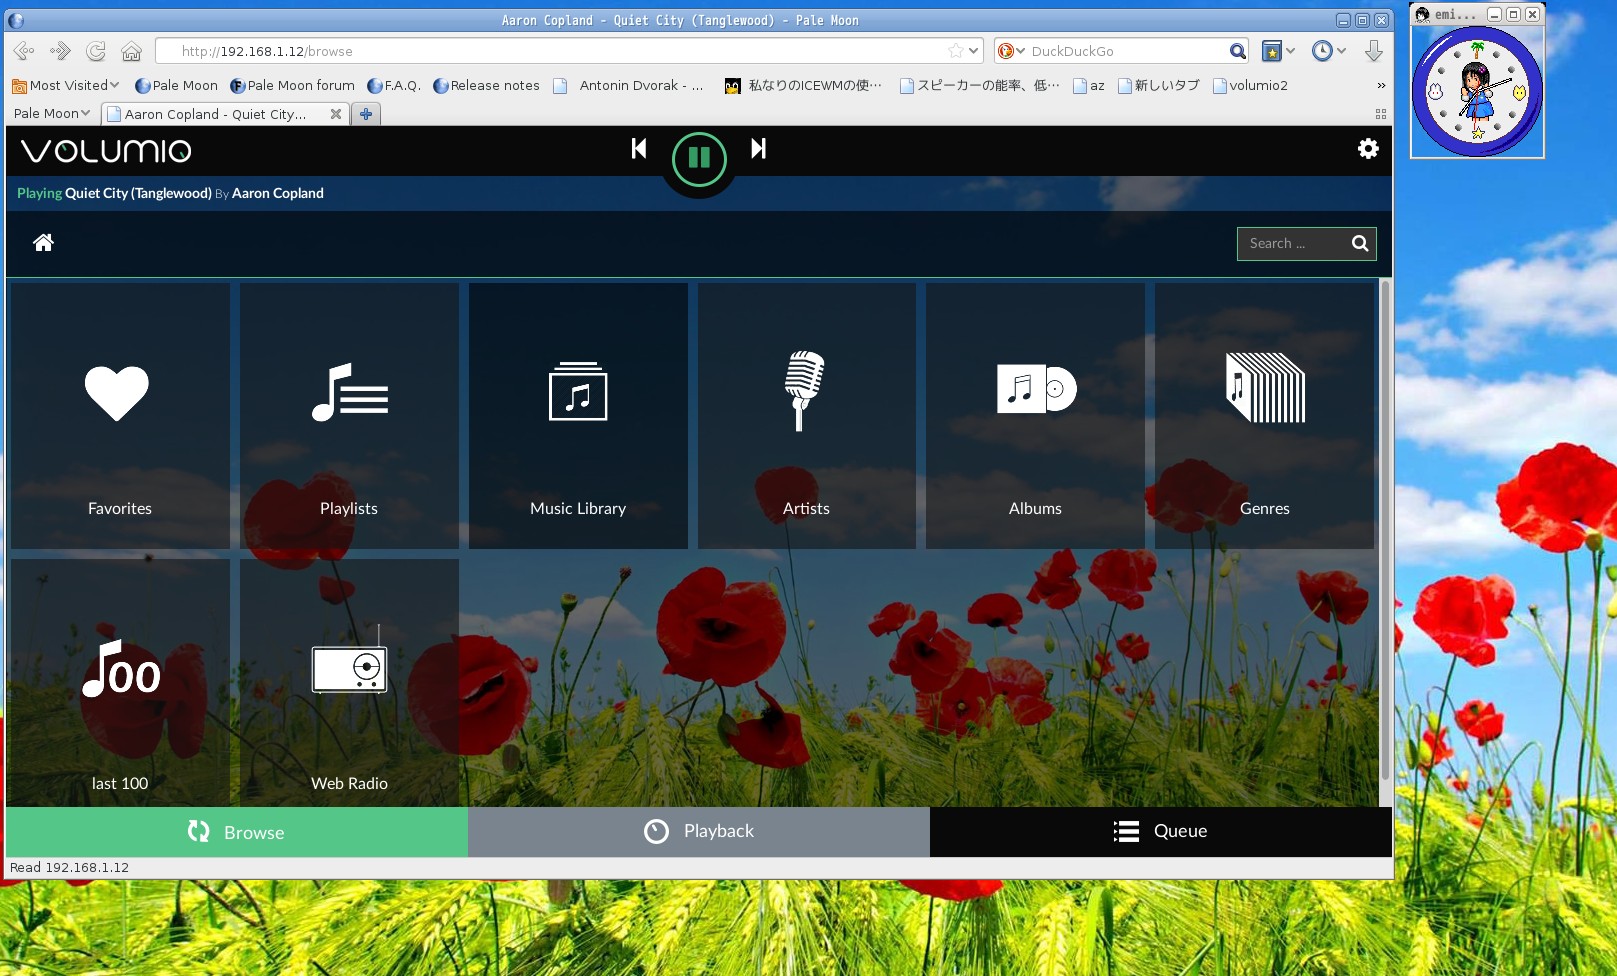 Aaron Copland - Quiet City (Tanglewood) - Pale Moon
emi...
http://192.168.1.12/browse
DuckDuckGo
Most Visited
Pale Moon
Pale Moon forum
F.A.Q.
Release notes
Antonin Dvorak - ...
私なりのICEWMの使…
スピーカーの能率、低…
az
新しいタブ
volumio2
»
Pale Moon
Aaron Copland - Quiet City...
VOLUMIO
Playing Quiet City (Tanglewood) By Aaron Copland
Search ...
Favorites
Playlists
Music Library
Artists
Albums
Genres
100
last 100
Web Radio
Browse
Playback
Queue
Read 192.168.1.12